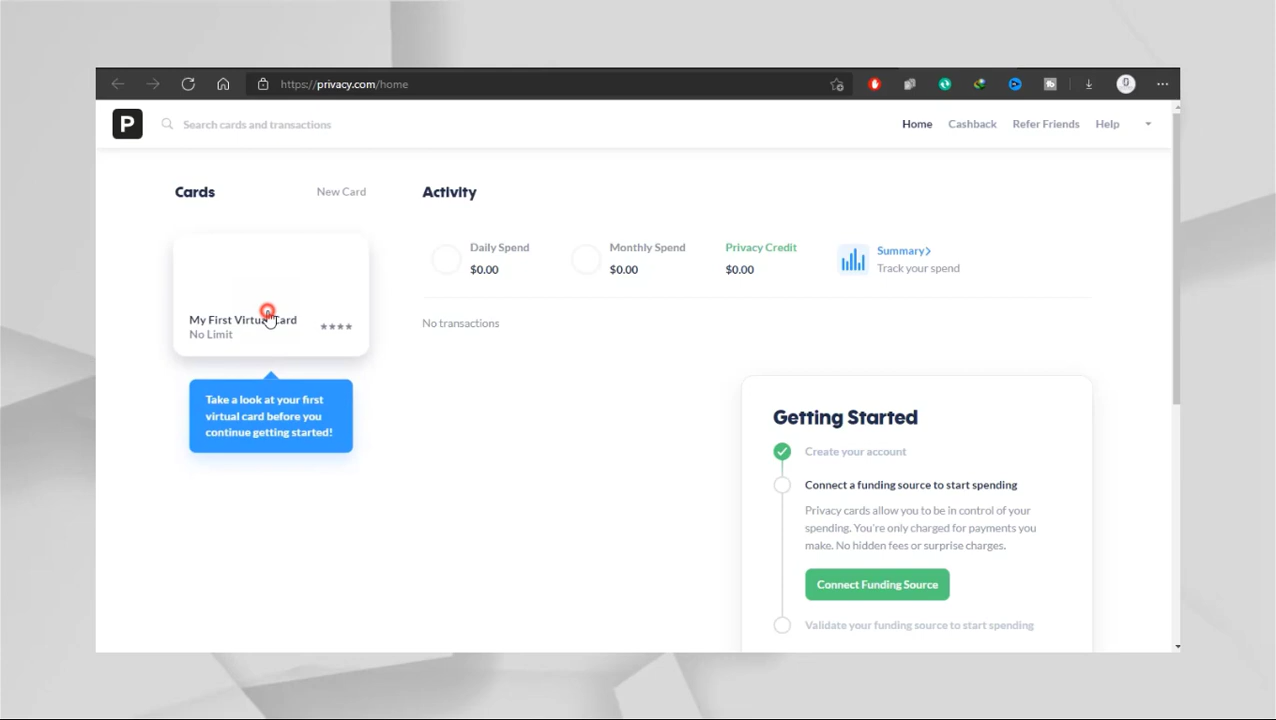 https://privacy.com/home
P
Search cards and transactions
Home
Cashback
Refer Friends
Help
Cards
New Card
My First Virtual Card
No Limit
****
Take a look at your first
virtual card before you
continue getting started!
Activity
Daily Spend
$0.00
Monthly Spend
$0.00
Privacy Credit
$0.00
Summary>
Track your spend
No transactions
Getting Started
Create your account
Connect a funding source to start spending
Privacy cards allow you to be in control of your
spending. You're only charged for payments you
make. No hidden fees or surprise charges.
Connect Funding Source
Validate your funding source to start spending